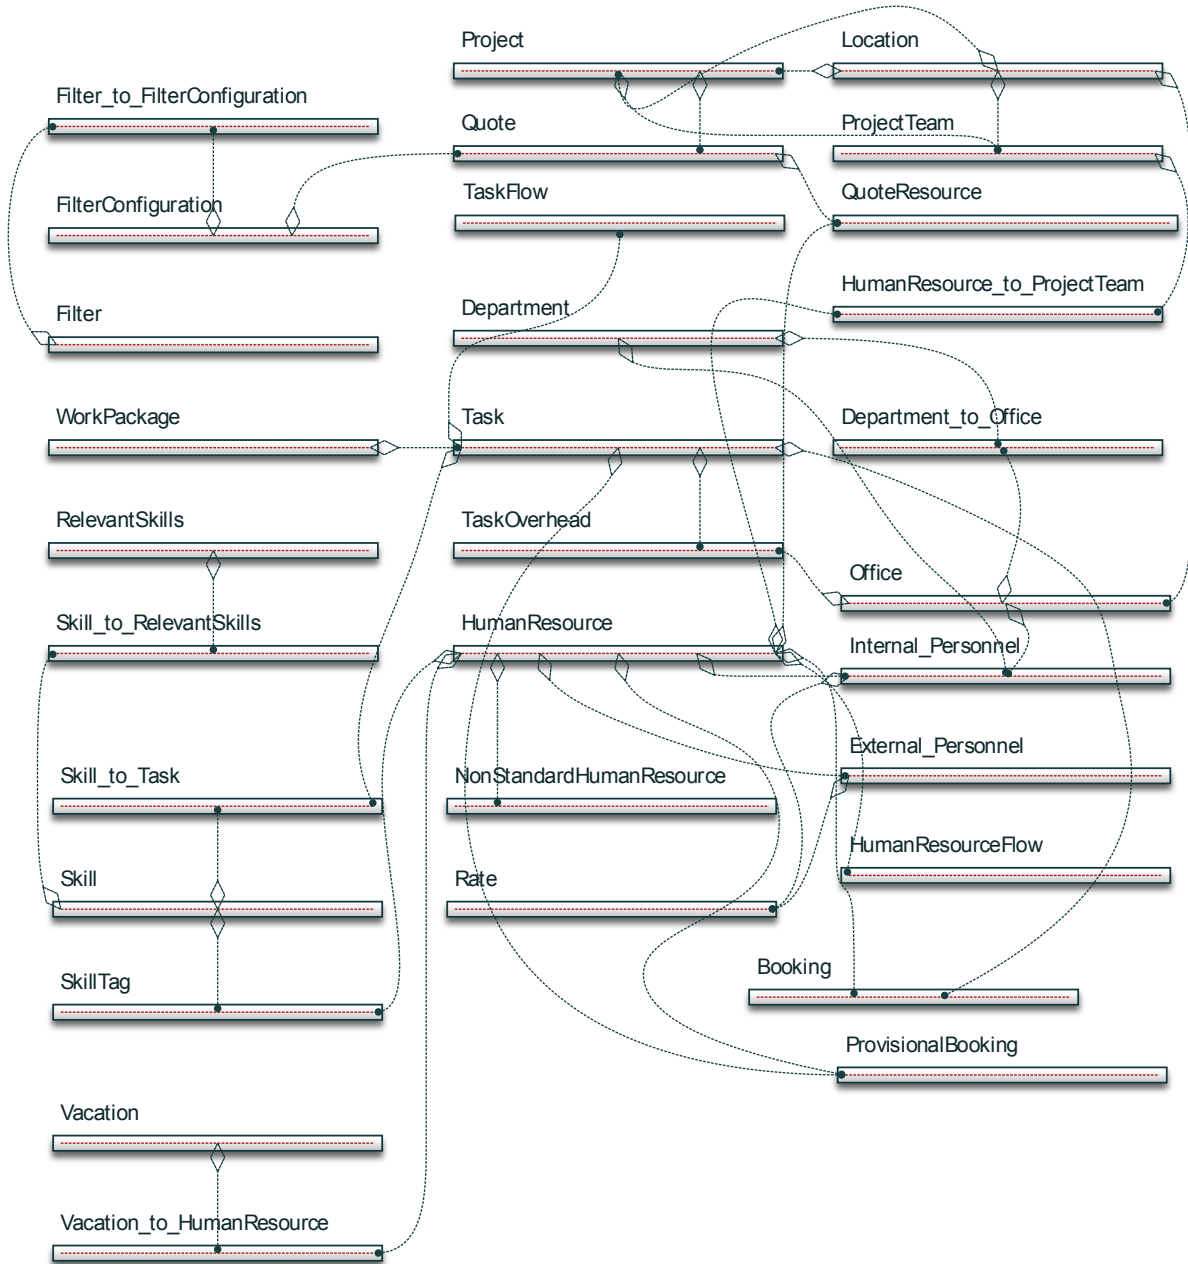 Project
Location
Filter_to_FilterConfiguration
Quote
ProjectTeam
TaskFlow
QuoteResource
FilterConfiguration
HumanResource_to_ProjectTeam
Filter
Department
WorkPackage
Task
Department_to_Office
RelevantSkills
TaskOverhead
Office
Skill_to_RelevantSkills
HumanResource
Internal_Personnel
External_Personnel
Skill_to_Task
NonStandardHumanResource
HumanResourceFlow
Skill
Rate
Booking
SkillTag
ProvisionalBooking
Vacation
Vacation_to_HumanResource